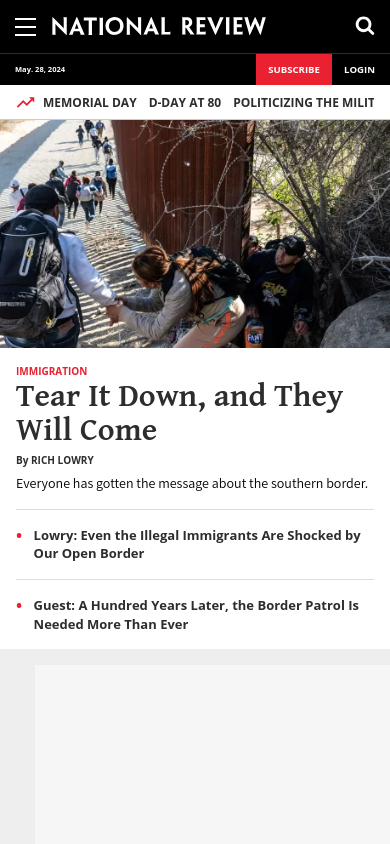 NATIONAL REVIEW
May. 28, 2024
SUBSCRIBE
LOGIN
MEMORIAL DAY D-DAY AT 80 POLITICIZING THE MILIT
FANTA
IMMIGRATION
Tear It Down, and They
Will Come
By RICH LOWRY
Everyone has gotten the message about the southern border.
Lowry: Even the Illegal Immigrants Are Shocked by
Our Open Border
Guest: A Hundred Years Later, the Border Patrol Is
Needed More Than Ever